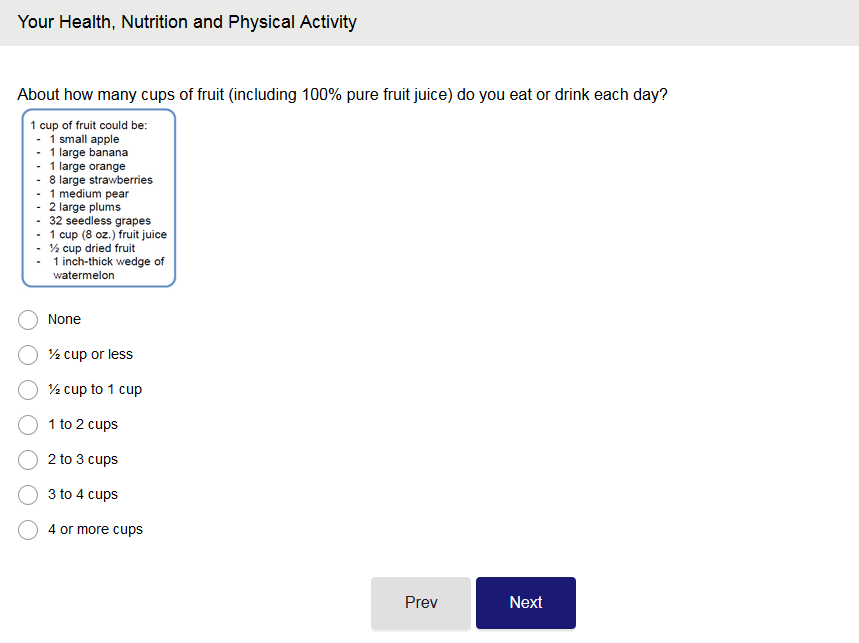 Your Health, Nutrition and Physical Activity
About how many cups of fruit (including 100% pure fruit juice) do you eat or drink each day?
1 cup of fruit could be:
- 1 small apple
- 1 large banana
- 1 large orange
- 8 large strawberries
- 1 medium pear
- 2 large plums
- 32 seedless grapes
- 1 cup (8 oz.) fruit juice
- ½ cup dried fruit
- 1 inch-thick wedge of
watermelon
None
½ cup or less
½ cup to 1 cup
1 to 2 cups
2 to 3 cups
3 to 4 cups
4 or more cups
Prev
Next